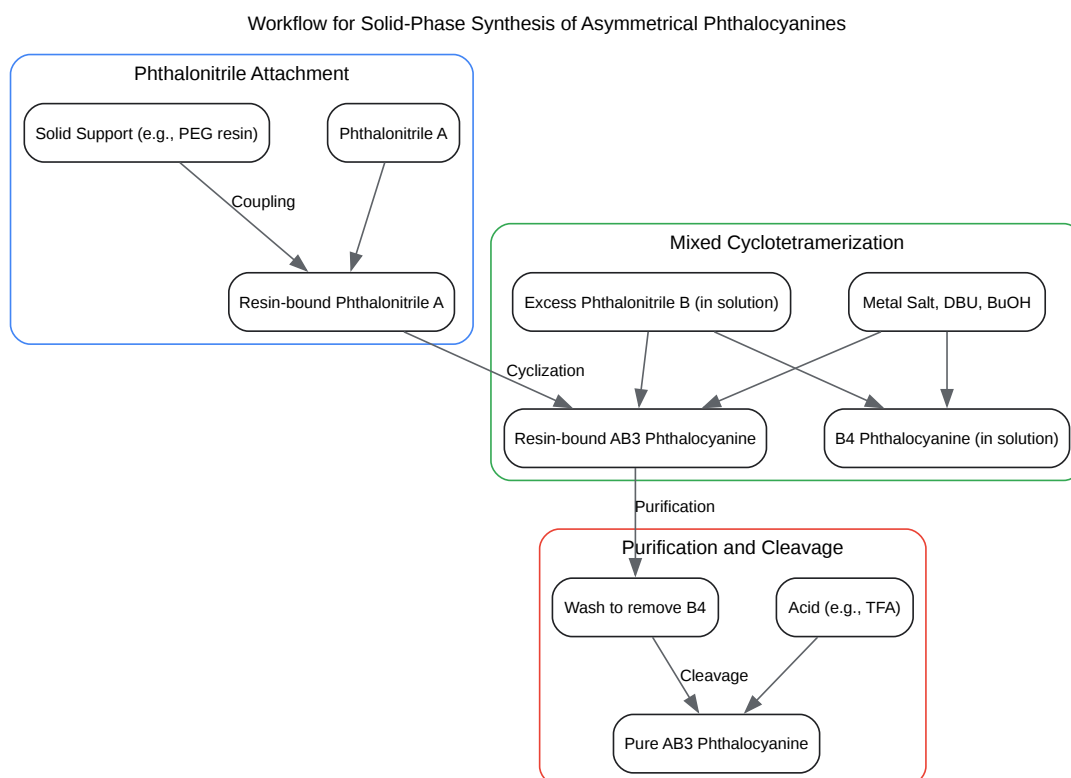 Workflow for Solid-Phase Synthesis of Asymmetrical Phthalocyanines
Phthalonitrile Attachment
Solid Support (e.g., PEG resin)
Phthalonitrile A
Coupling
Resin-bound Phthalonitrile A
Mixed Cyclotetramerization
Excess Phthalonitrile B (in solution)
Metal Salt, DBU, BuOH
Cyclization
Resin-bound AB3 Phthalocyanine
B4 Phthalocyanine (in solution)
Purification
Purification and Cleavage
Wash to remove B4
Acid (e.g., TFA)
Cleavage
Pure AB3 Phthalocyanine